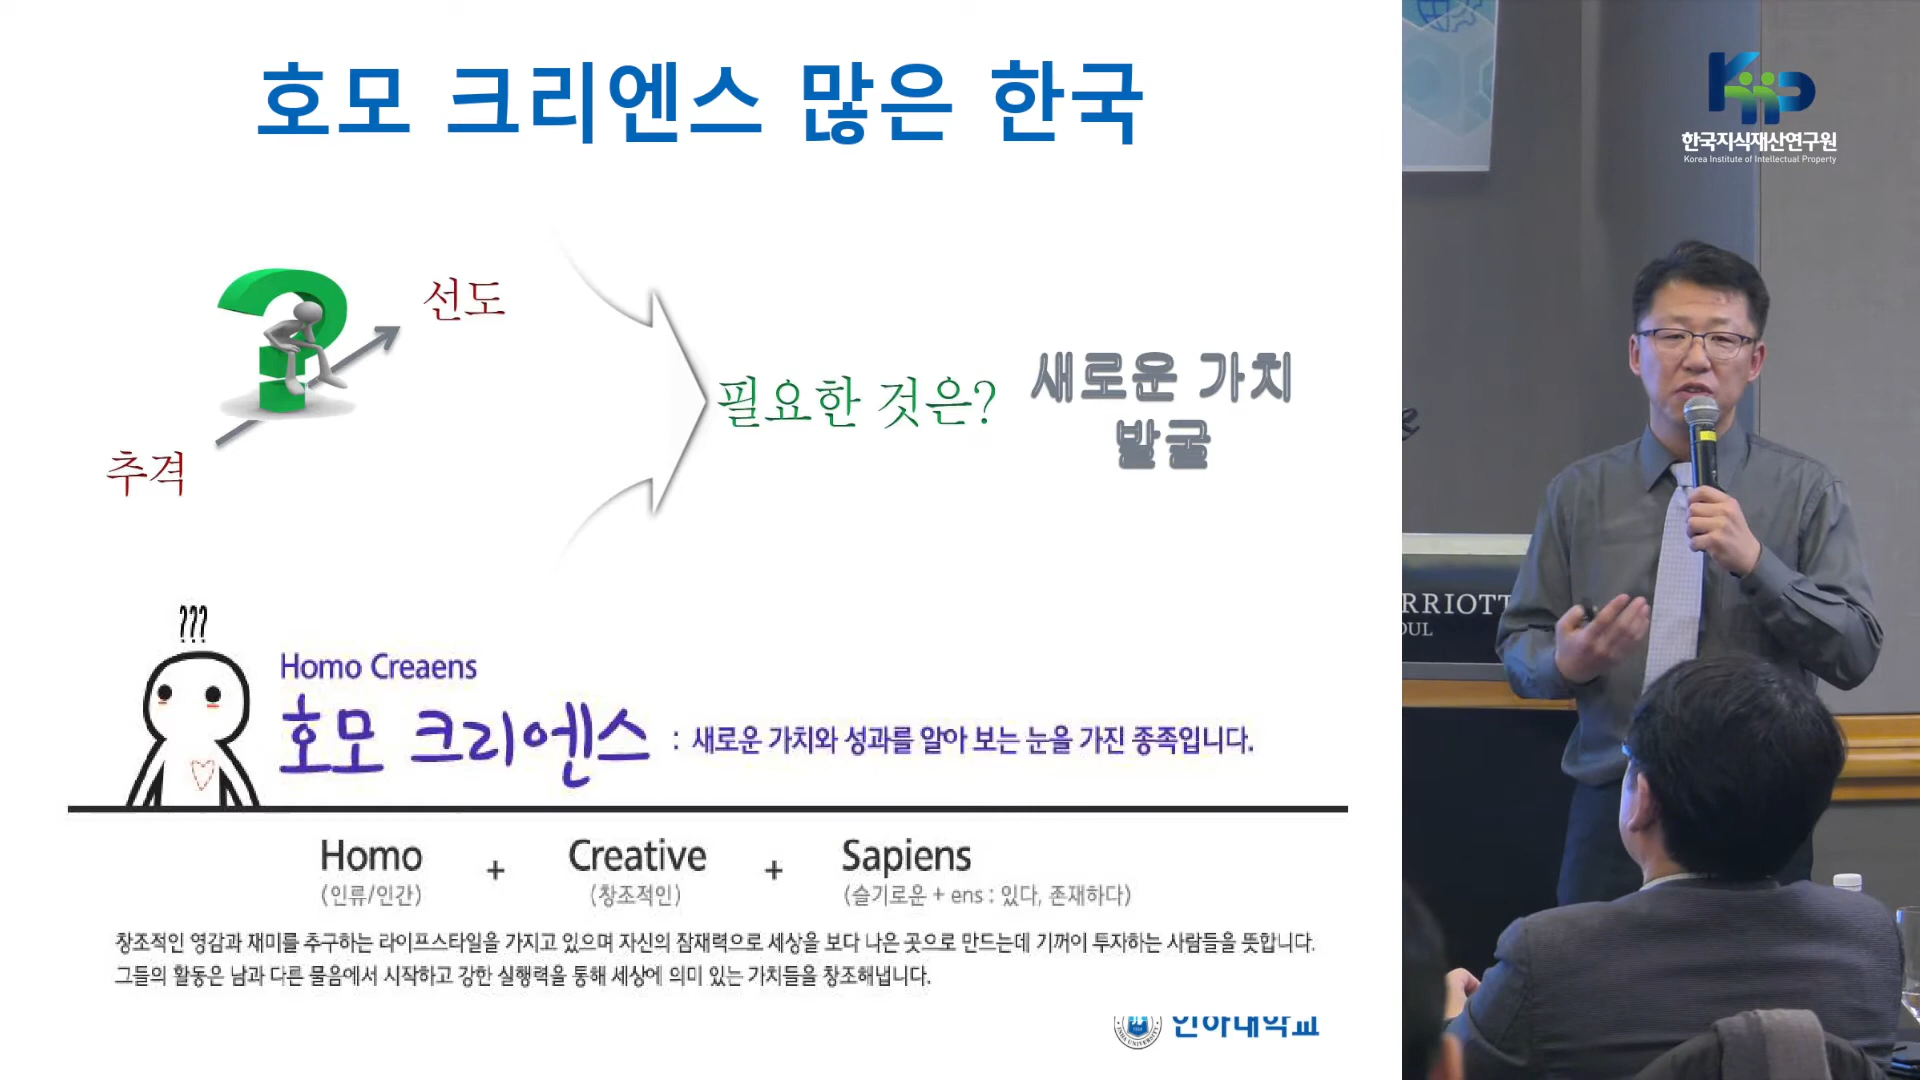 호모 크리엔스 많은 한국
선도
추격
필요한 것은?
새로운 가치
발굴
???
Homo Creaens
호모 크리엔스 : 새로운 가치와 성과를 알아 보는 눈을 가진 종족입니다.
Homo + Creative + Sapiens
(인류/인간) (창조적인) (슬기로운 + ens : 있다, 존재하다)
창조적인 영감과 재미를 추구하는 라이프스타일을 가지고 있으며 자신의 잠재력으로 세상을 보다 나은 곳으로 만드는데 기꺼이 투자하는 사람들을 뜻합니다.
그들의 활동은 남과 다른 물음에서 시작하고 강한 실행력을 통해 세상에 의미 있는 가치들을 창조해냅니다.
인하대학교
한국지식재산연구원
Korea Institute of Intellectual Property
RRIOTT
OUL